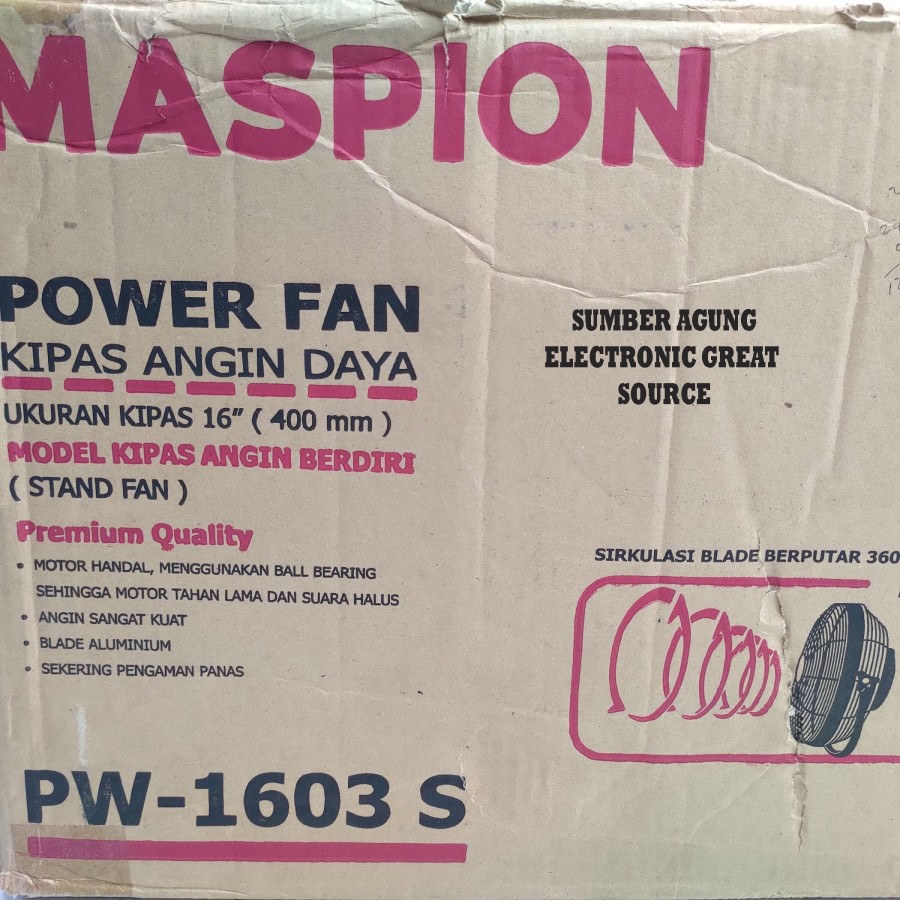 MASPION
POWER FAN
KIPAS ANGIN DAYA
UKURAN KIPAS 16” ( 400 mm )
MODEL KIPAS ANGIN BERDIRI
( STAND FAN )
Premium Quality
• MOTOR HANDAL, MENGGUNAKAN BALL BEARING
SEHINGGA MOTOR TAHAN LAMA DAN SUARA HALUS
• ANGIN SANGAT KUAT
• BLADE ALUMINIUM
• SEKERING PENGAMAN PANAS
PW-1603 S
SUMBER AGUNG
ELECTRONIC GREAT
SOURCE
SIRKULASI BLADE BERPUTAR 360